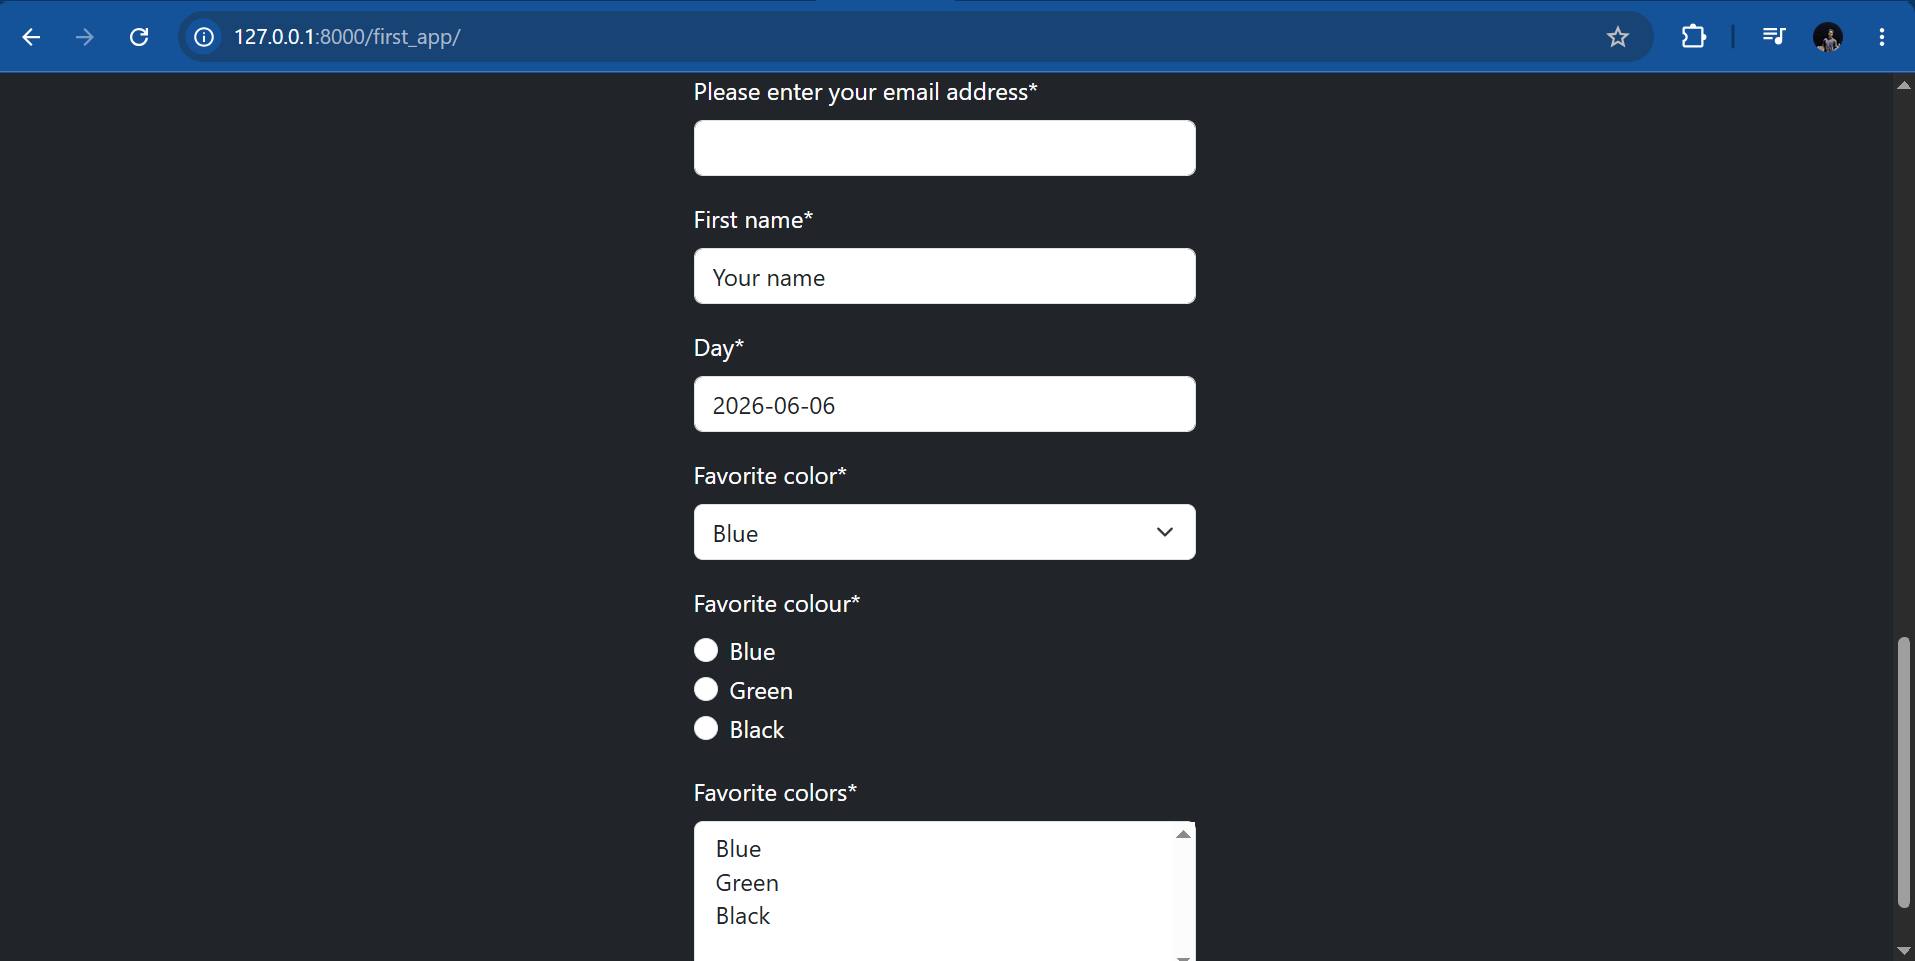 127.0.0.1:8000/first_app/
Please enter your email address*
First name*
Your name
Day*
2026-06-06
Favorite color*
Blue
Favorite colour*
Blue
Green
Black
Favorite colors*
Blue
Green
Black